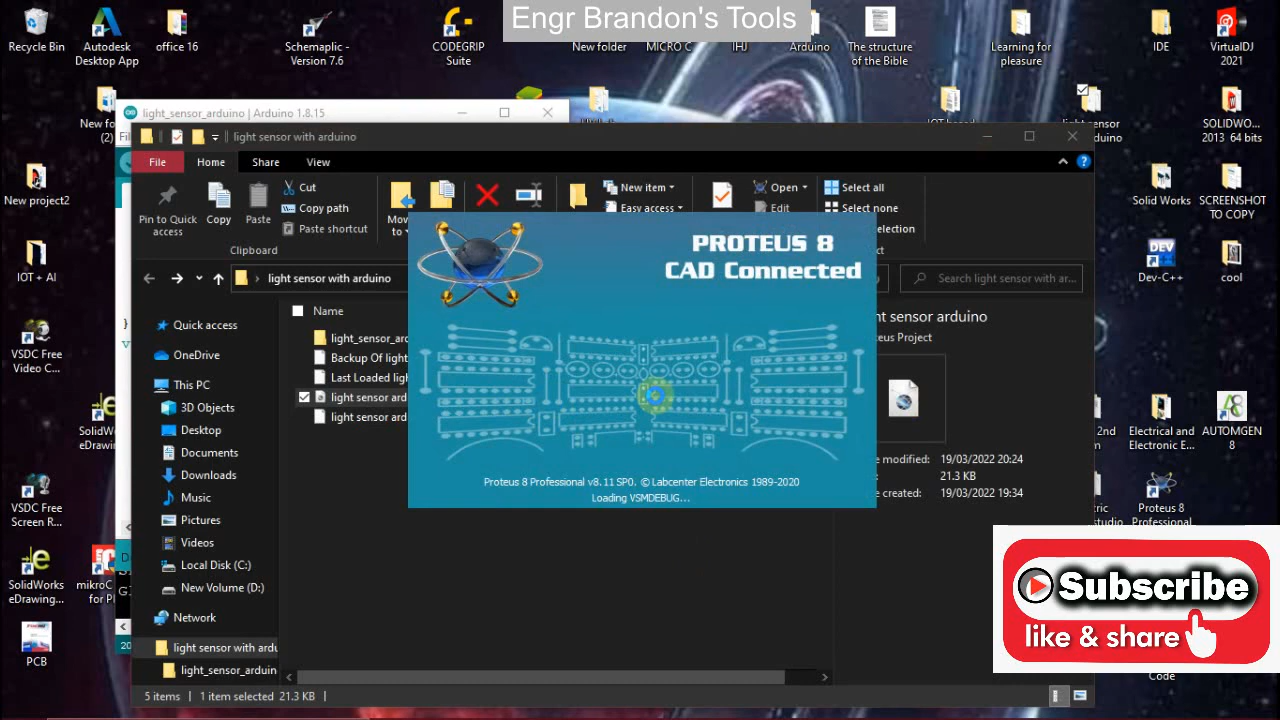 Engr Brandon's Tools
Recycle Bin
Autodesk
Desktop App
office 16
Schemaplic -
Version 7.6
CODEGRIP
Suite
New folder
MICRO C
IHJ
Arduino
The structure
of the Bible
Learning for
pleasure
IDE
VirtualDJ
2021
light_sensor_arduino | Arduino 1.8.15
light sensor with arduino
File
Home
Share
View
Pin to Quick
access
Copy
Paste
Cut
Copy path
Paste shortcut
Clipboard
Move
to
New item
Easy access
Open
Edit
Select all
Select none
light sensor with arduino
Search light sensor with ar...
Name
light_sensor_ar
Backup Of light
Last Loaded ligh
light sensor ard
light sensor ard
Quick access
OneDrive
This PC
3D Objects
Desktop
Documents
Downloads
Music
Pictures
Videos
Local Disk (C:)
New Volume (D:)
Network
light sensor with ardu
light_sensor_arduin
5 items
1 item selected 21.3 KB
PROTEUS 8
CAD Connected
Proteus 8 Professional v8.11 SP0. © Labcenter Electronics 1989-2020
Loading VSMDEBUG...
19/03/2022 20:24
21.3 KB
19/03/2022 19:34
New project2
IOT + AI
VSDC Free
Video C...
VSDC Free
Screen R...
SolidWorks
eDrawing...
PCB
SOLIDWO...
2013 64 bits
Solid Works
SCREENSHOT
TO COPY
Dev-C++
cool
Electrical and
Electronic E...
AUTOMGEN
8
Proteus 8
Professional
Subscribe
like & share
Code